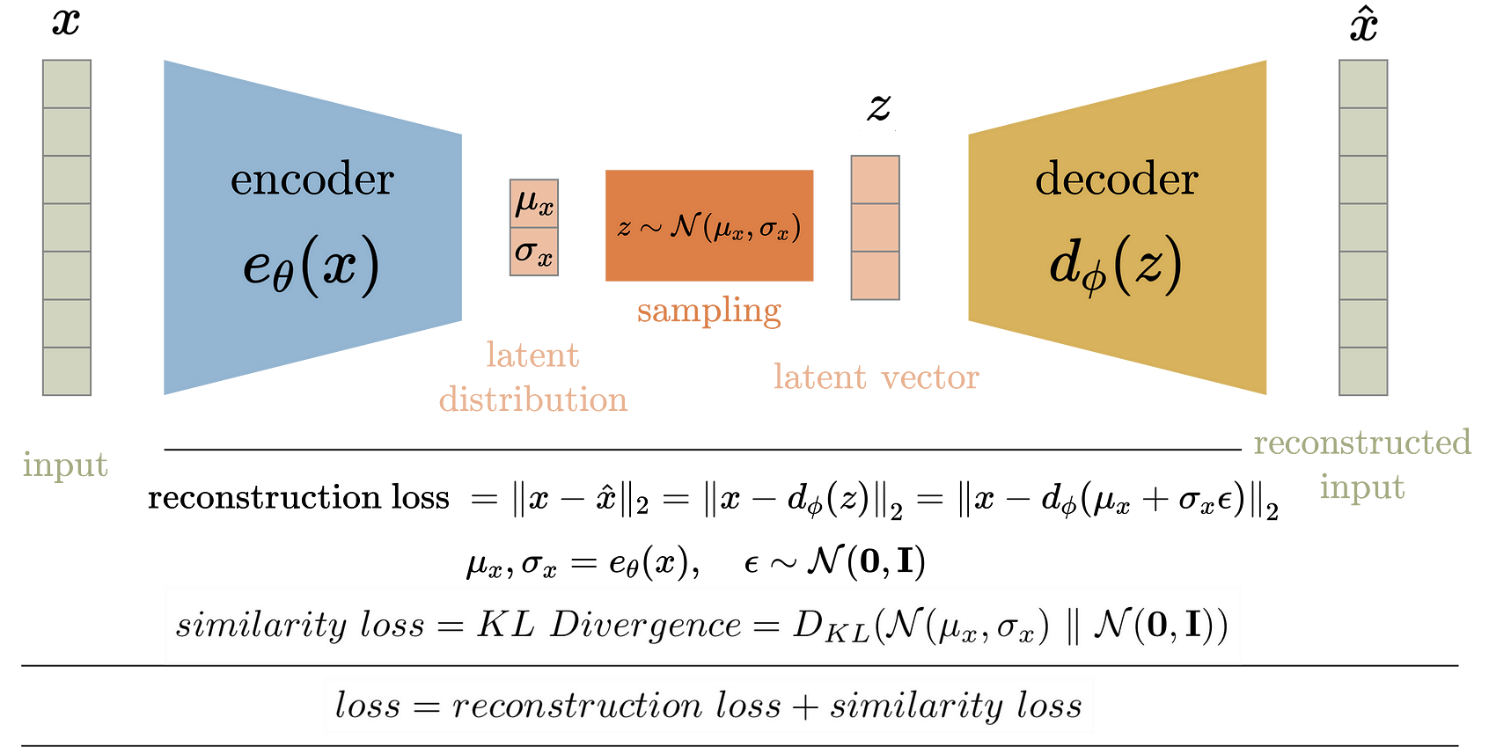 x
x̂
z
encoder
e_θ(x)
μ_x
σ_x
z ∼ 𝒩(μ_x, σ_x)
sampling
decoder
d_ϕ(z)
latent
distribution
latent vector
input
reconstructed
input
reconstruction loss = ‖x − x̂‖₂ = ‖x − d_ϕ(z)‖₂ = ‖x − d_ϕ(μ_x + σ_xϵ)‖₂
μ_x, σ_x = e_θ(x), ϵ ∼ 𝒩(0, I)
similarity loss = KL Divergence = D_{KL}(𝒩(μ_x, σ_x) ‖ 𝒩(0, I))
loss = reconstruction loss + similarity loss